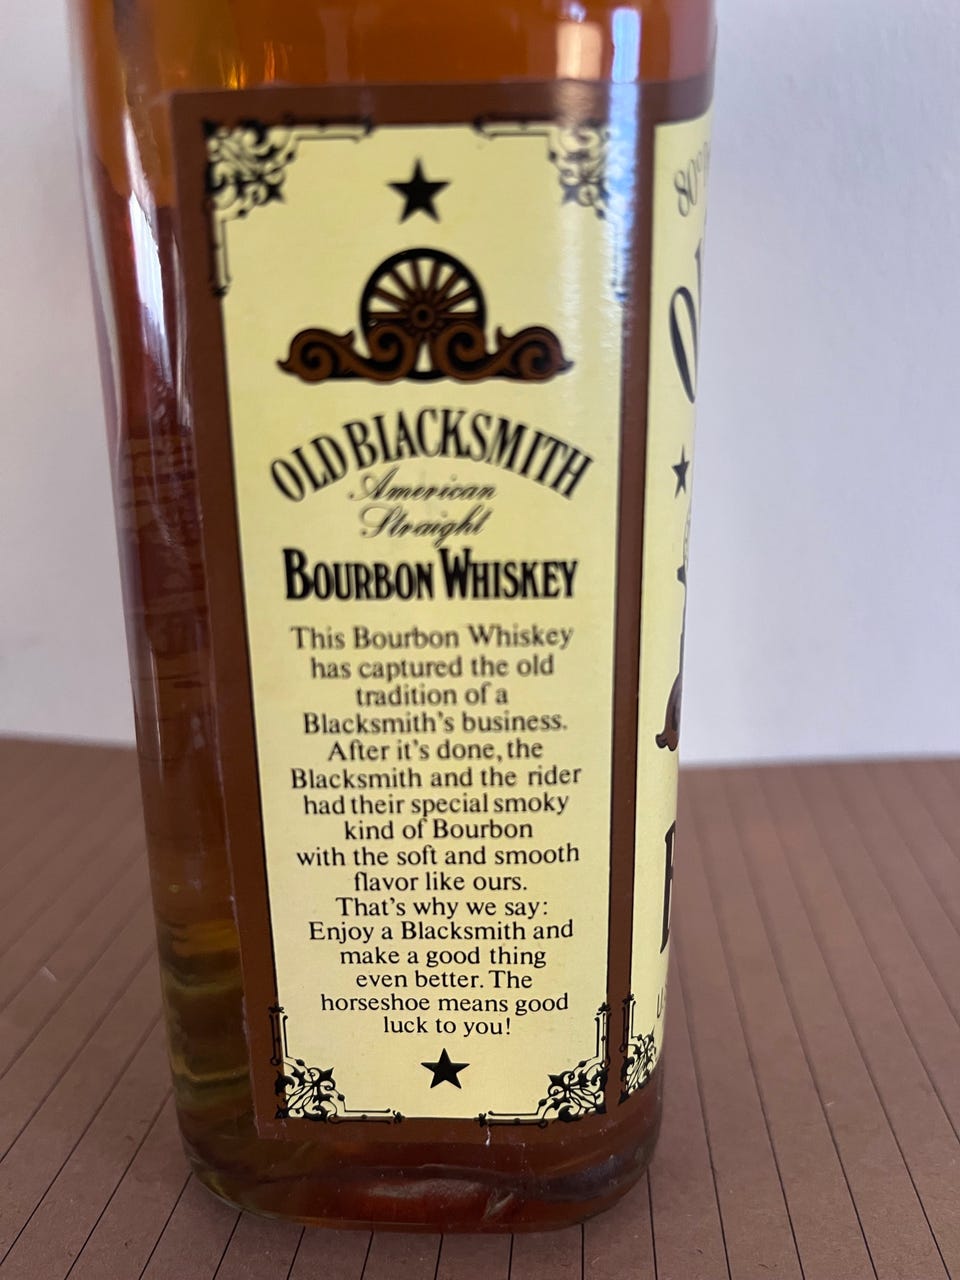 OLD BLACKSMITH
American
Straight
BOURBON WHISKEY
This Bourbon Whiskey
has captured the old
tradition of a
Blacksmith's business.
After it's done, the
Blacksmith and the rider
had their special smoky
kind of Bourbon
with the soft and smooth
flavor like ours.
That's why we say:
Enjoy a Blacksmith and
make a good thing
even better. The
horseshoe means good
luck to you!
80°